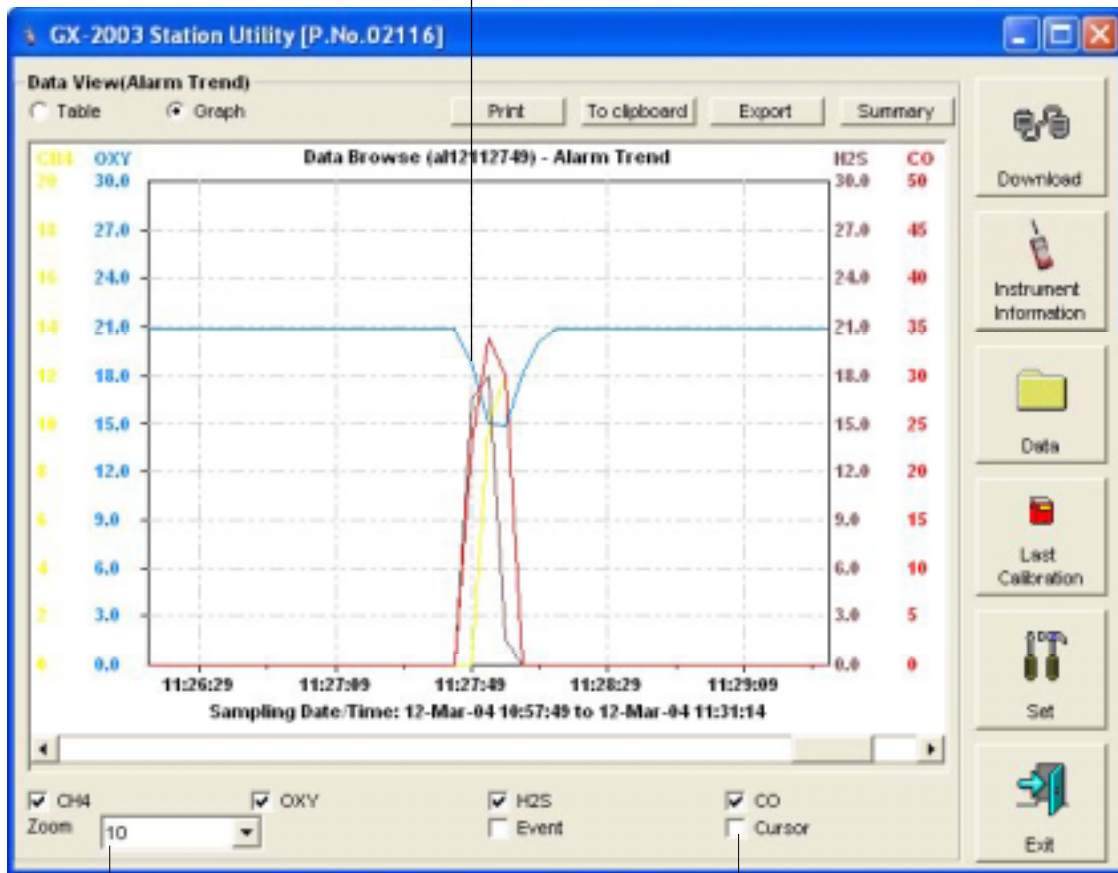 GX-2003 Station Utility [P.No.02116]
Data View(Alarm Trend)
Table Graph Print To clipboard Export Summary
CH4 OXY Data Browse (al12112749) - Alarm Trend H2S CO
20 30.0 30.0 50
18 27.0 27.0 45
16 24.0 24.0 40
14 21.0 21.0 35
12 18.0 18.0 30
10 15.0 15.0 25
8 12.0 12.0 20
6 9.0 9.0 15
4 6.0 6.0 10
2 3.0 3.0 5
0 0.0 0.0 0
11:26:29 11:27:09 11:27:49 11:28:29 11:29:09
Sampling Date/Time: 12-Mar-04 10:57:49 to 12-Mar-04 11:31:14
CH4 OXY H2S CO
Zoom 10 Event Cursor
Download
Instrument
Information
Data
Last
Calibration
Set
Exit